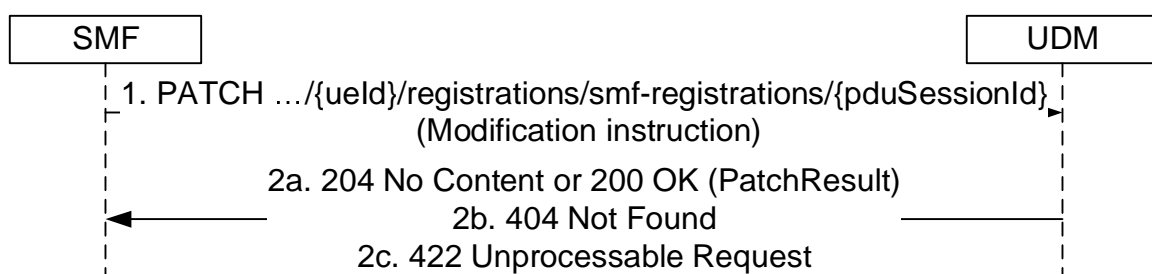 SMF
UDM
1. PATCH …/{ueId}/registrations/smf-registrations/{pduSessionId}
(Modification instruction)
2a. 204 No Content or 200 OK (PatchResult)
2b. 404 Not Found
2c. 422 Unprocessable Request